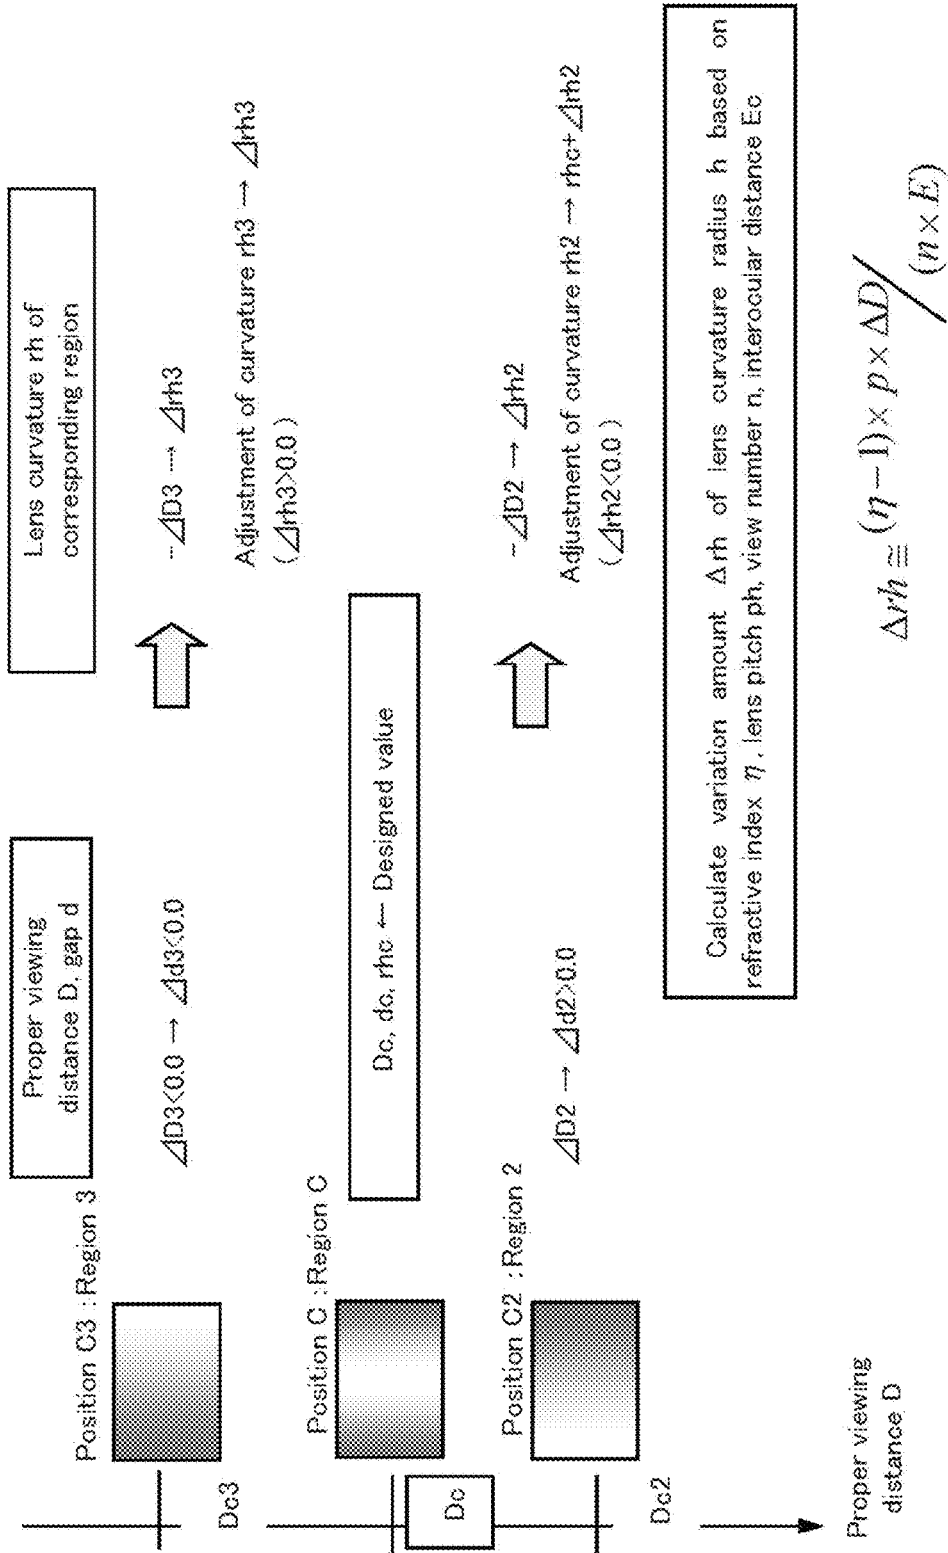 Proper viewing
distance D, gap d
Lens curvature rh of
corresponding region
Position C3 : Region 3
Dc3
⊿D3<0.0 → ⊿d3<0.0
-⊿D3 → ⊿rh3
Adjustment of curvature rh3 → ⊿rh3
(⊿rh3>0.0)
Position C : Region C
Dc
Dc, dc, rhc ← Designed value
Position C2 : Region 2
Dc2
⊿D2 → ⊿d2>0.0
-⊿D2 → ⊿rh2
Adjustment of curvature rh2 → rhc+⊿rh2
(⊿rh2<0.0)
Proper viewing
distance D
Calculate variation amount Δrh of lens curvature radius h based on
refractive index η, lens pitch ph, view number n, interocular distance Ec
Δrh ≅ (η−1)×p×ΔD/(n×E)